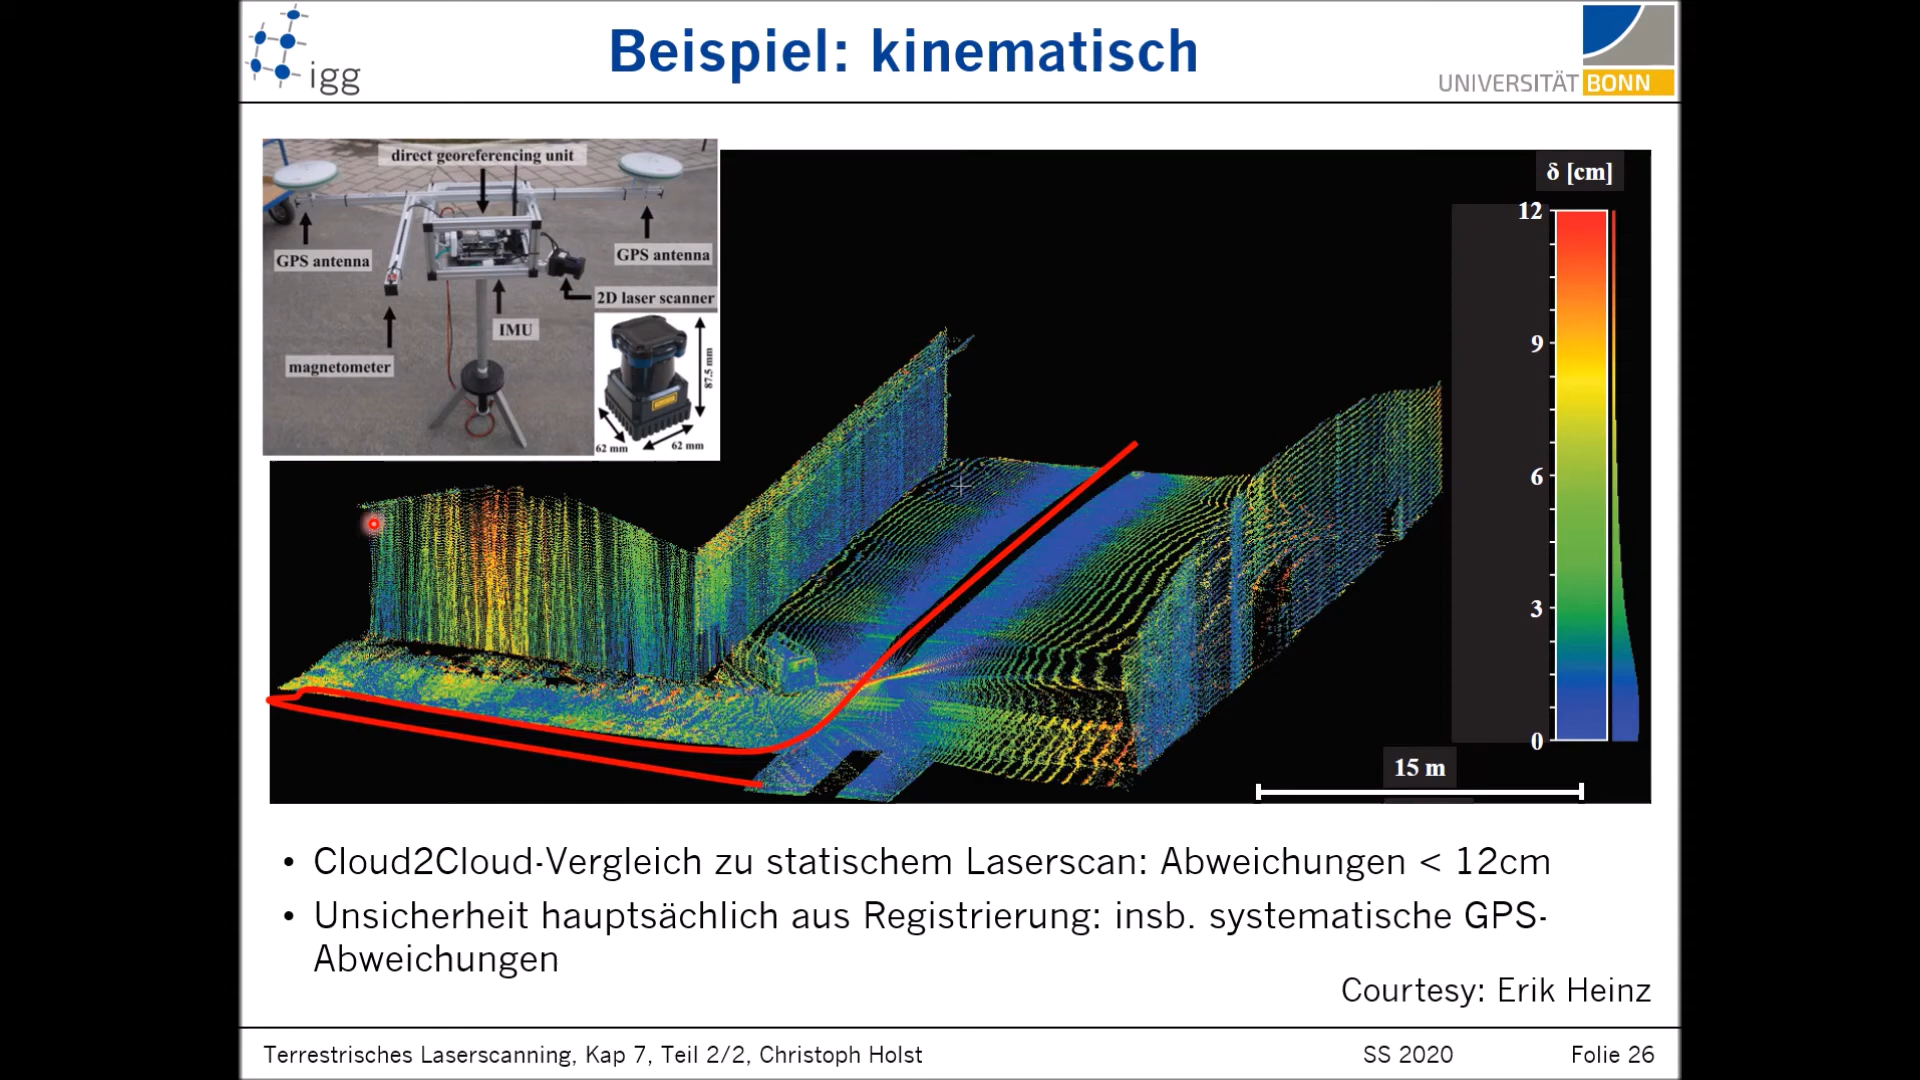 igg
Beispiel: kinematisch
UNIVERSITÄT BONN
direct georeferencing unit
GPS antenna
GPS antenna
2D laser scanner
IMU
magnetometer
87.5 mm
62 mm
62 mm
δ [cm]
12
9
6
3
0
15 m
• Cloud2Cloud-Vergleich zu statischem Laserscan: Abweichungen < 12cm
• Unsicherheit hauptsächlich aus Registrierung: insb. systematische GPS-
Abweichungen
Courtesy: Erik Heinz
Terrestrisches Laserscanning, Kap 7, Teil 2/2, Christoph Holst
SS 2020
Folie 26